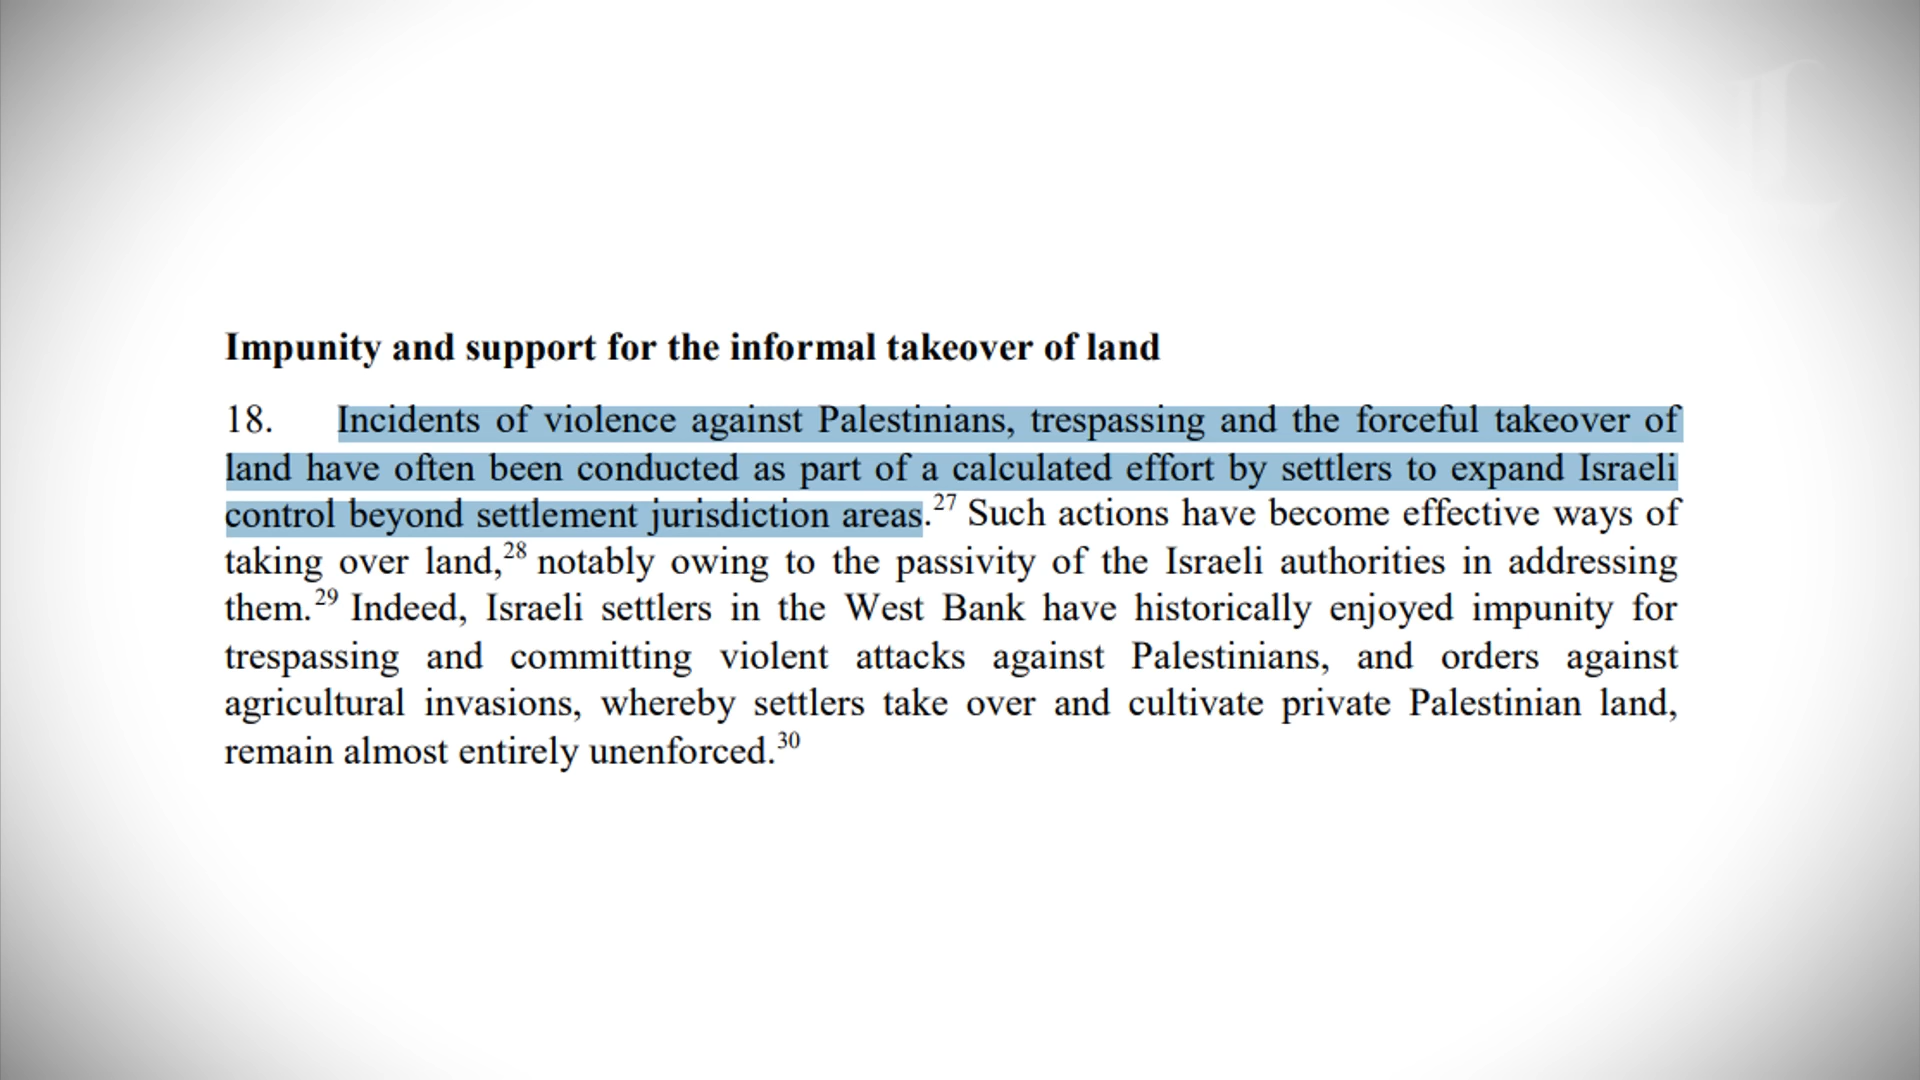 Impunity and support for the informal takeover of land
18. Incidents of violence against Palestinians, trespassing and the forceful takeover of
land have often been conducted as part of a calculated effort by settlers to expand Israeli
control beyond settlement jurisdiction areas.27 Such actions have become effective ways of
taking over land,28 notably owing to the passivity of the Israeli authorities in addressing
them.29 Indeed, Israeli settlers in the West Bank have historically enjoyed impunity for
trespassing and committing violent attacks against Palestinians, and orders against
agricultural invasions, whereby settlers take over and cultivate private Palestinian land,
remain almost entirely unenforced.30